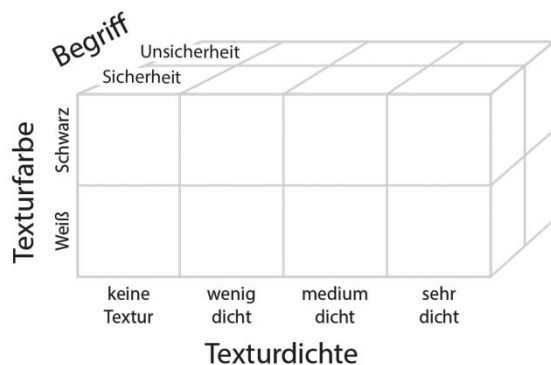 Begriff
Unsicherheit
Sicherheit
Texturfarbe
Schwarz
Weiß
keine
Textur
wenig
dicht
medium
dicht
sehr
dicht
Texturdichte